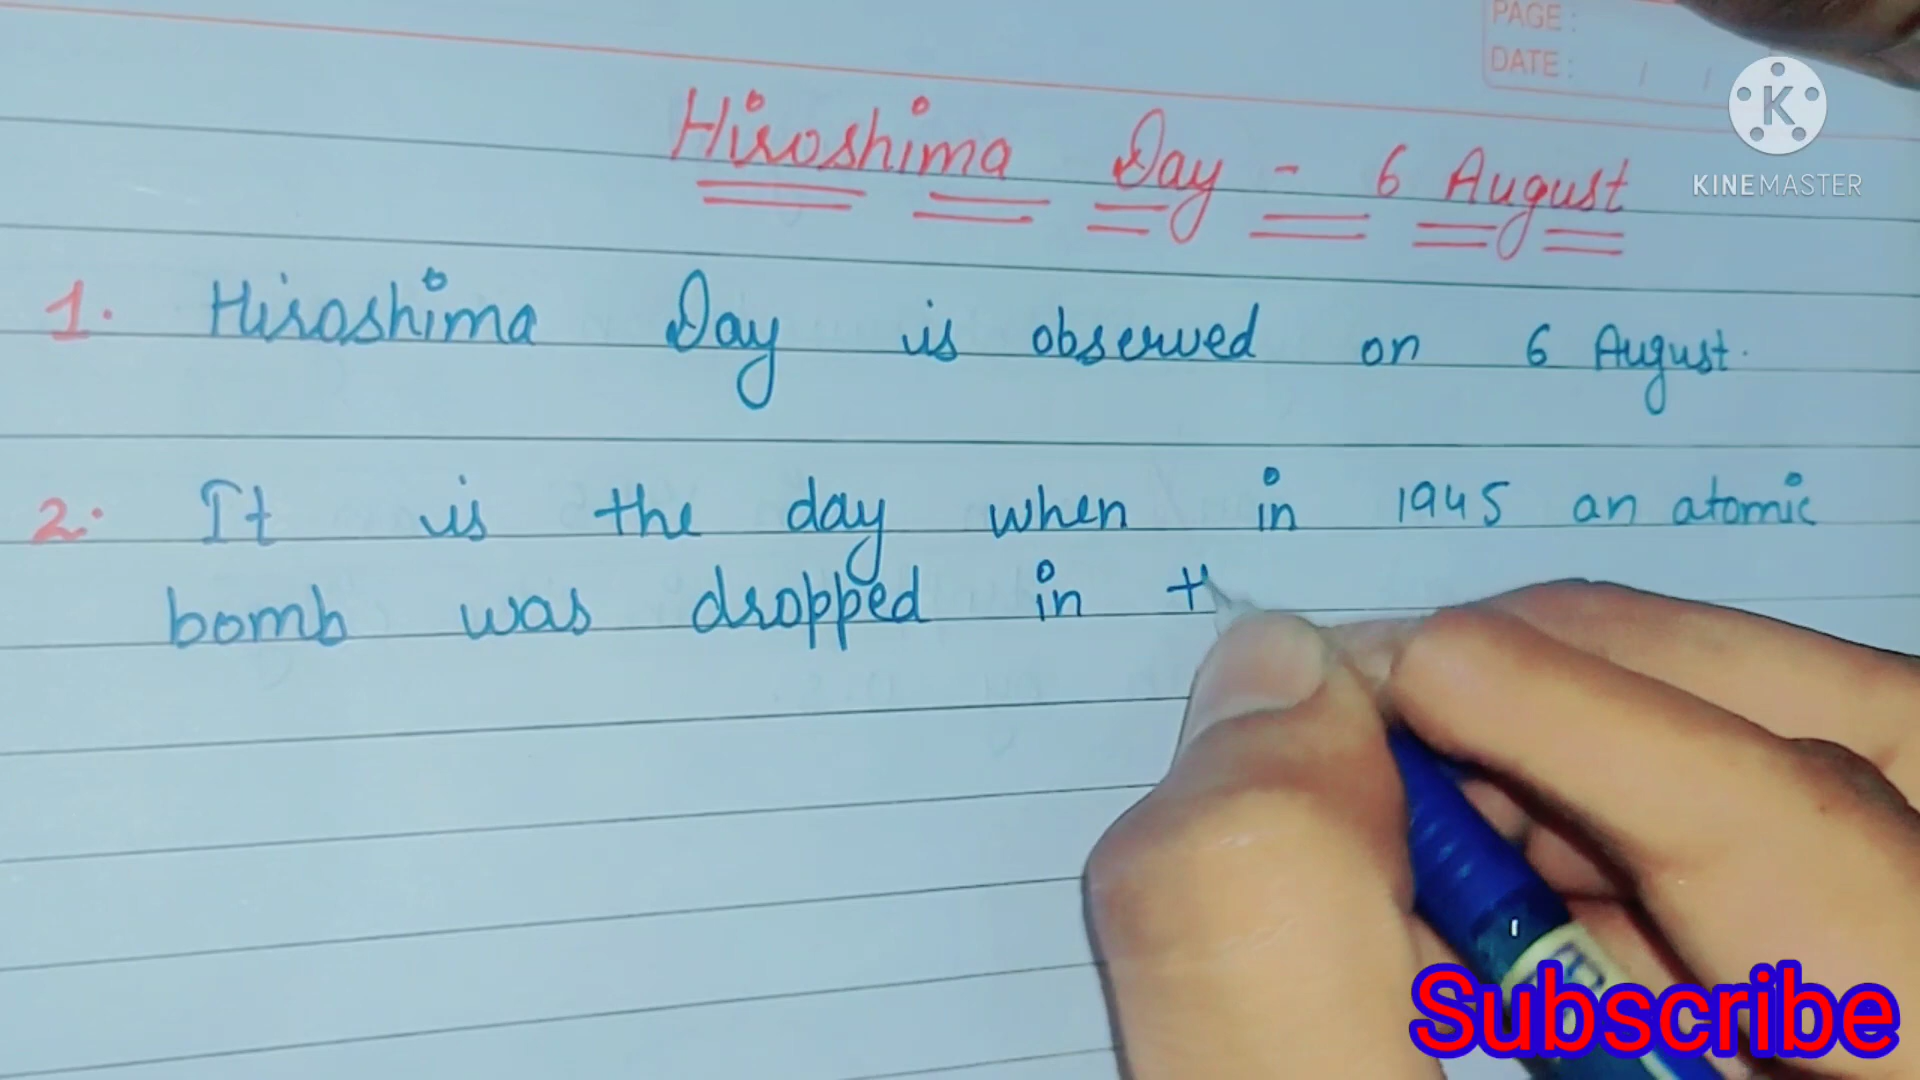 PAGE:
DATE: / /
KINEMASTER
Hiroshima Day - 6 August
1. Hiroshima Day is observed on 6 August.
2. It is the day when in 1945 an atomic
bomb was dropped in
Subscribe